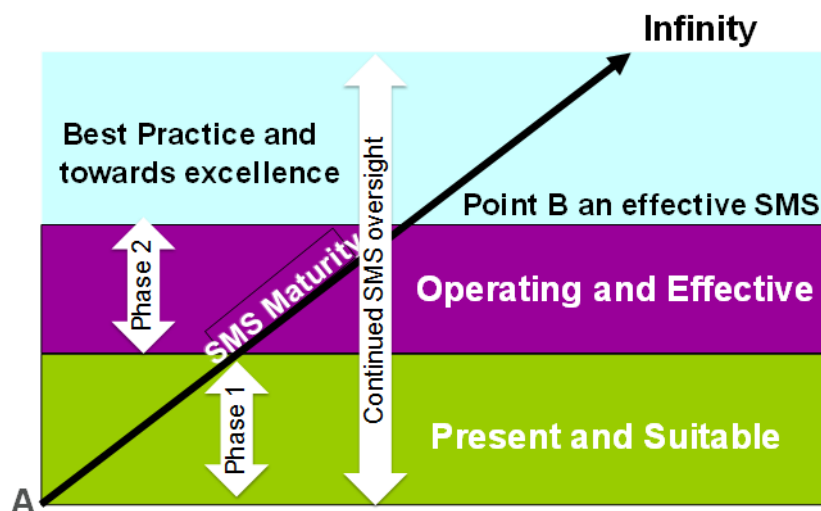 Infinity
Best Practice and
towards excellence
Point B an effective SMS
Phase 2
SMS Maturity
Continued SMS oversight
Operating and Effective
Phase 1
Present and Suitable
A